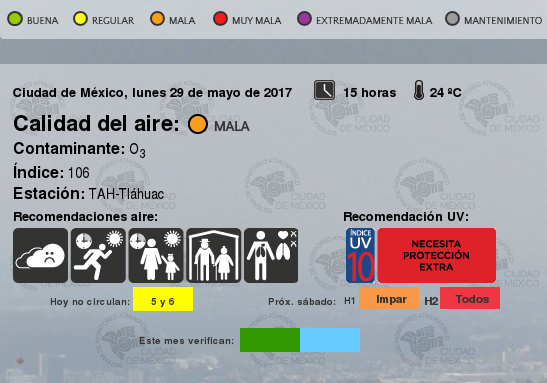 BUENA REGULAR MALA MUY MALA EXTREMADAMENTE MALA MANTENIMIENTO
Ciudad de México, lunes 29 de mayo de 2017 15 horas 24 ºC
Calidad del aire: MALA
Contaminante: O3
Índice: 106
Estación: TAH-Tláhuac
Recomendaciones aire: Recomendación UV:
ÍNDICE
UV
10
NECESITA
PROTECCIÓN
EXTRA
Hoy no circulan: 5 y 6 Próx. sábado: H1 Impar H2 Todos
Este mes verifican:
CIUDAD
DE MÉXICO